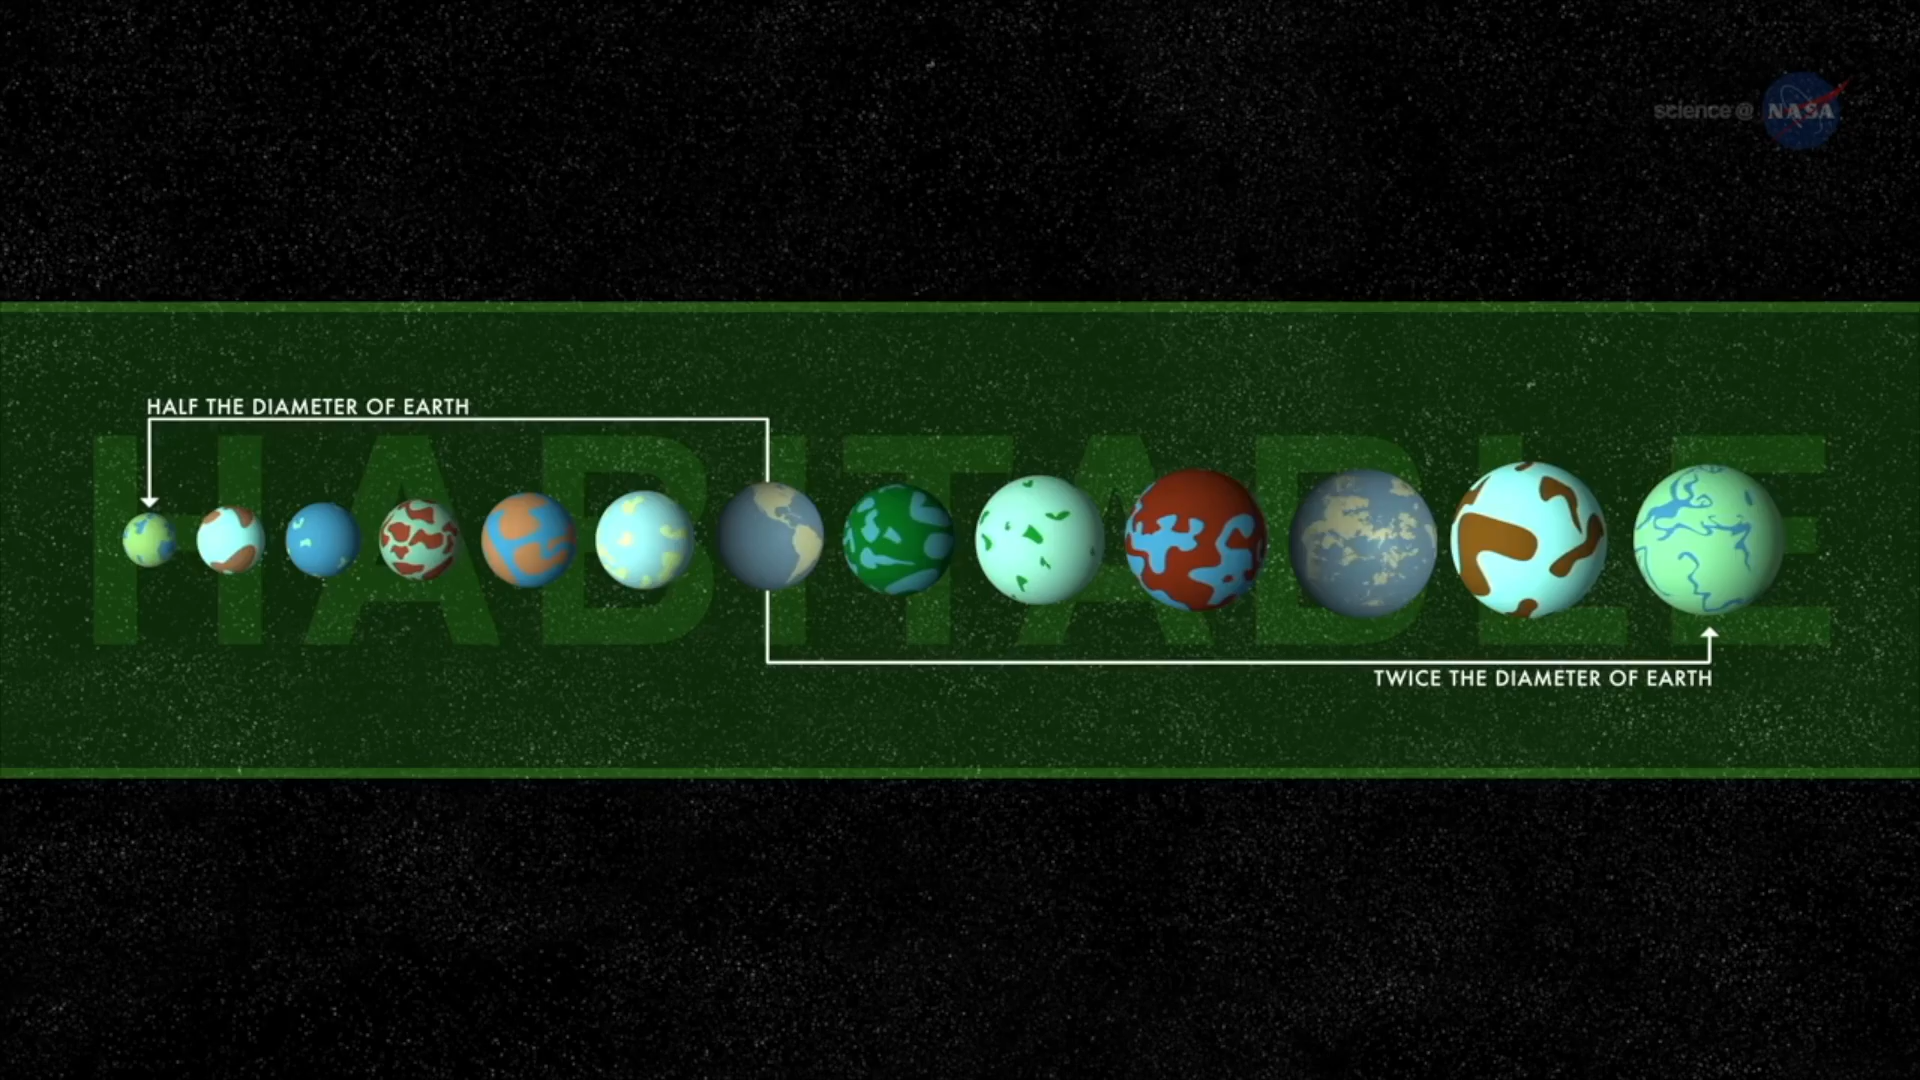 science@ NASA
HALF THE DIAMETER OF EARTH
HABITABLE
TWICE THE DIAMETER OF EARTH